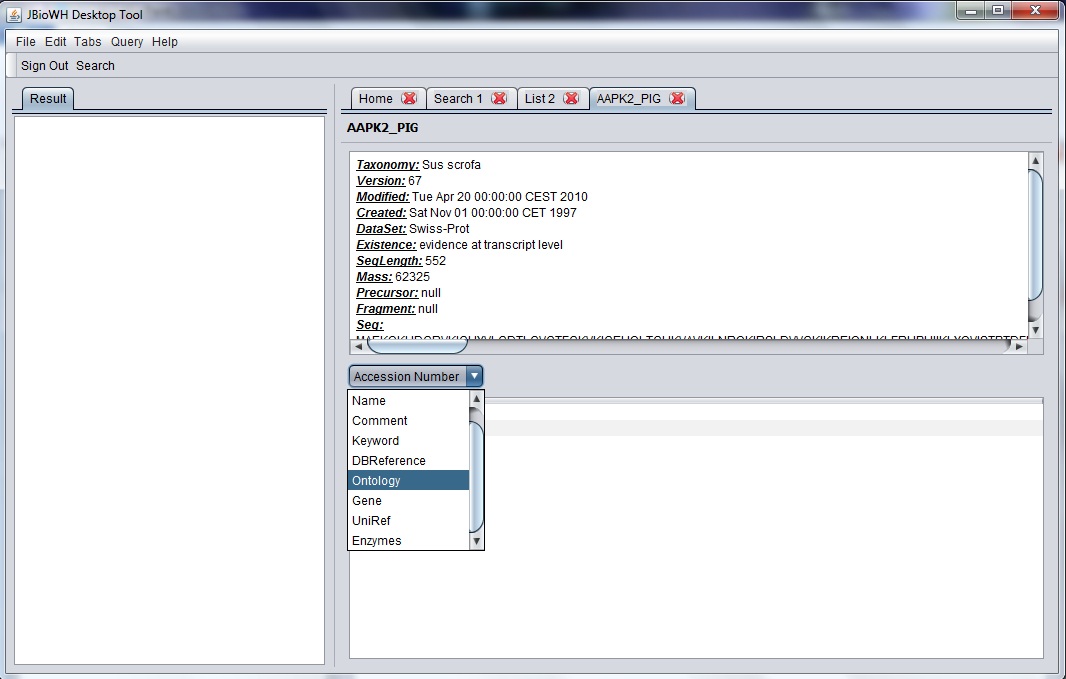 JBioWH Desktop Tool
File Edit Tabs Query Help
Sign Out Search
Result
Home Search 1 List 2 AAPK2_PIG
AAPK2_PIG
Taxonomy: Sus scrofa
Version: 67
Modified: Tue Apr 20 00:00:00 CEST 2010
Created: Sat Nov 01 00:00:00 CET 1997
DataSet: Swiss-Prot
Existence: evidence at transcript level
SeqLength: 552
Mass: 62325
Precursor: null
Fragment: null
Seq:
Accession Number
Name
Comment
Keyword
DBReference
Ontology
Gene
UniRef
Enzymes